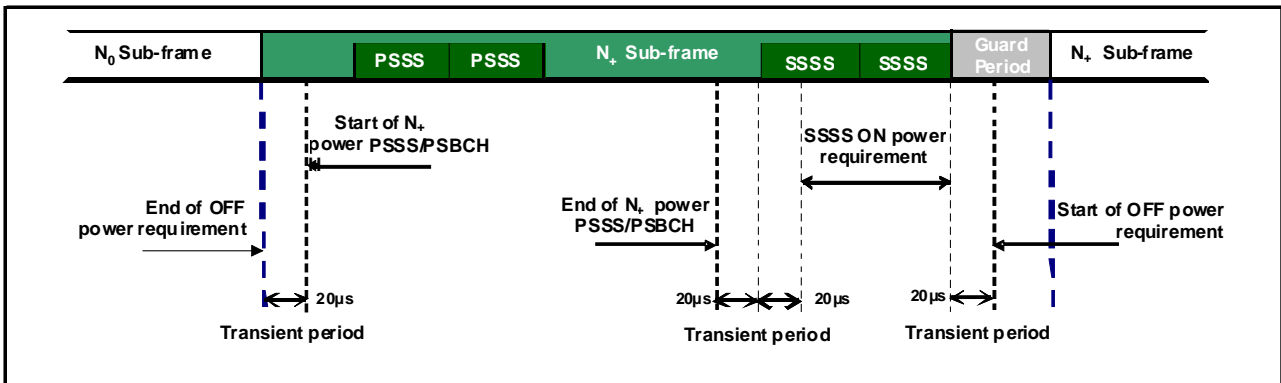 N0 Sub-frame
PSSS
PSSS
N+ Sub-frame
SSSS
SSSS
Guard
Period
N+ Sub-frame
Start of N+
power PSSS/PSBCH
SSSS ON power
requirement
End of OFF
power requirement
End of N+ power
PSSS/PSBCH
Start of OFF power
requirement
20µs
20µs
20µs
20µs
Transient period
Transient period
Transient period